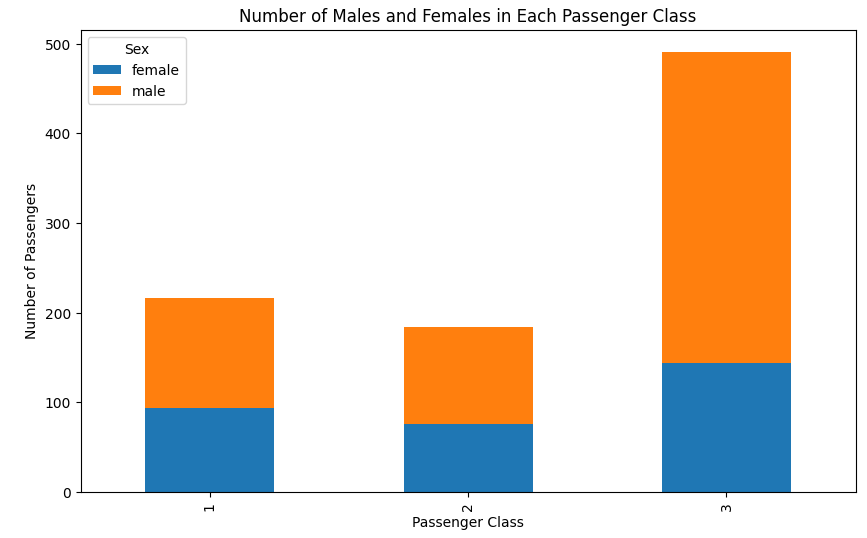 Number of Males and Females in Each Passenger Class
Sex
female
male
500
400
300
200
100
0
Number of Passengers
1
2
3
Passenger Class